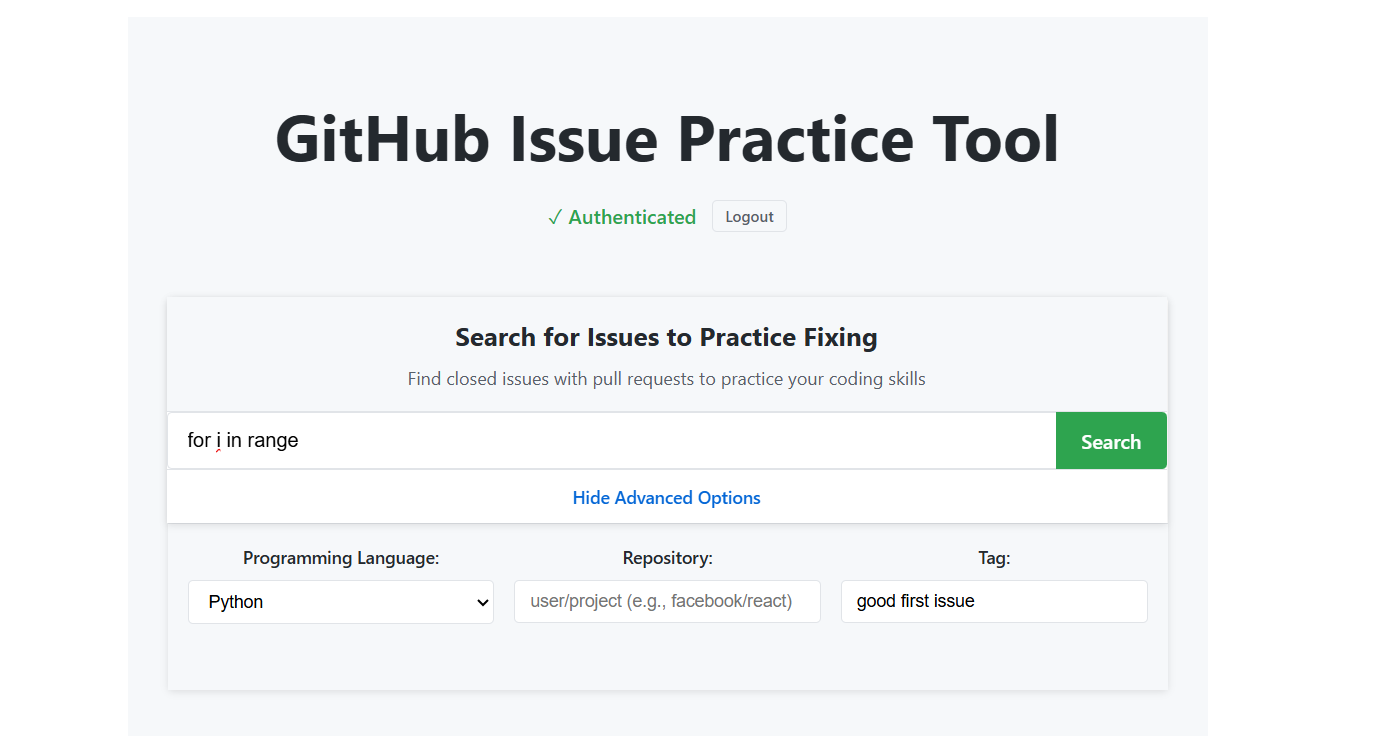 GitHub Issue Practice Tool
✓ Authenticated Logout
Search for Issues to Practice Fixing
Find closed issues with pull requests to practice your coding skills
for i in range Search
Hide Advanced Options
Programming Language: Repository: Tag:
Python user/project (e.g., facebook/react) good first issue